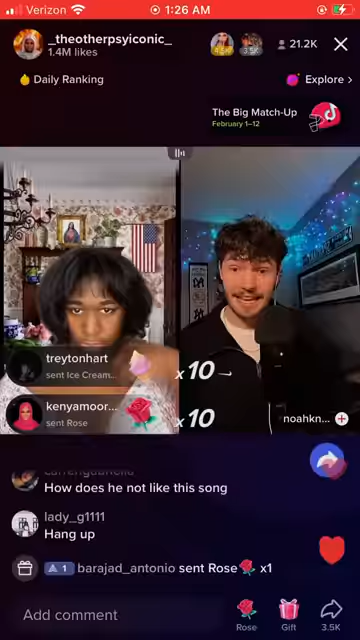 Verizon
1:26 AM
_theotherpsyiconic_
1.4M likes
21.2K
Daily Ranking
Explore >
The Big Match-Up
February 1–12
treytonhart
sent Ice Cream...
x10
kenyamoor...
sent Rose
x10
noahkn...
How does he not like this song
lady_g1111
Hang up
1 barajad_antonio sent Rose x1
Add comment
Rose
Gift
3.5K